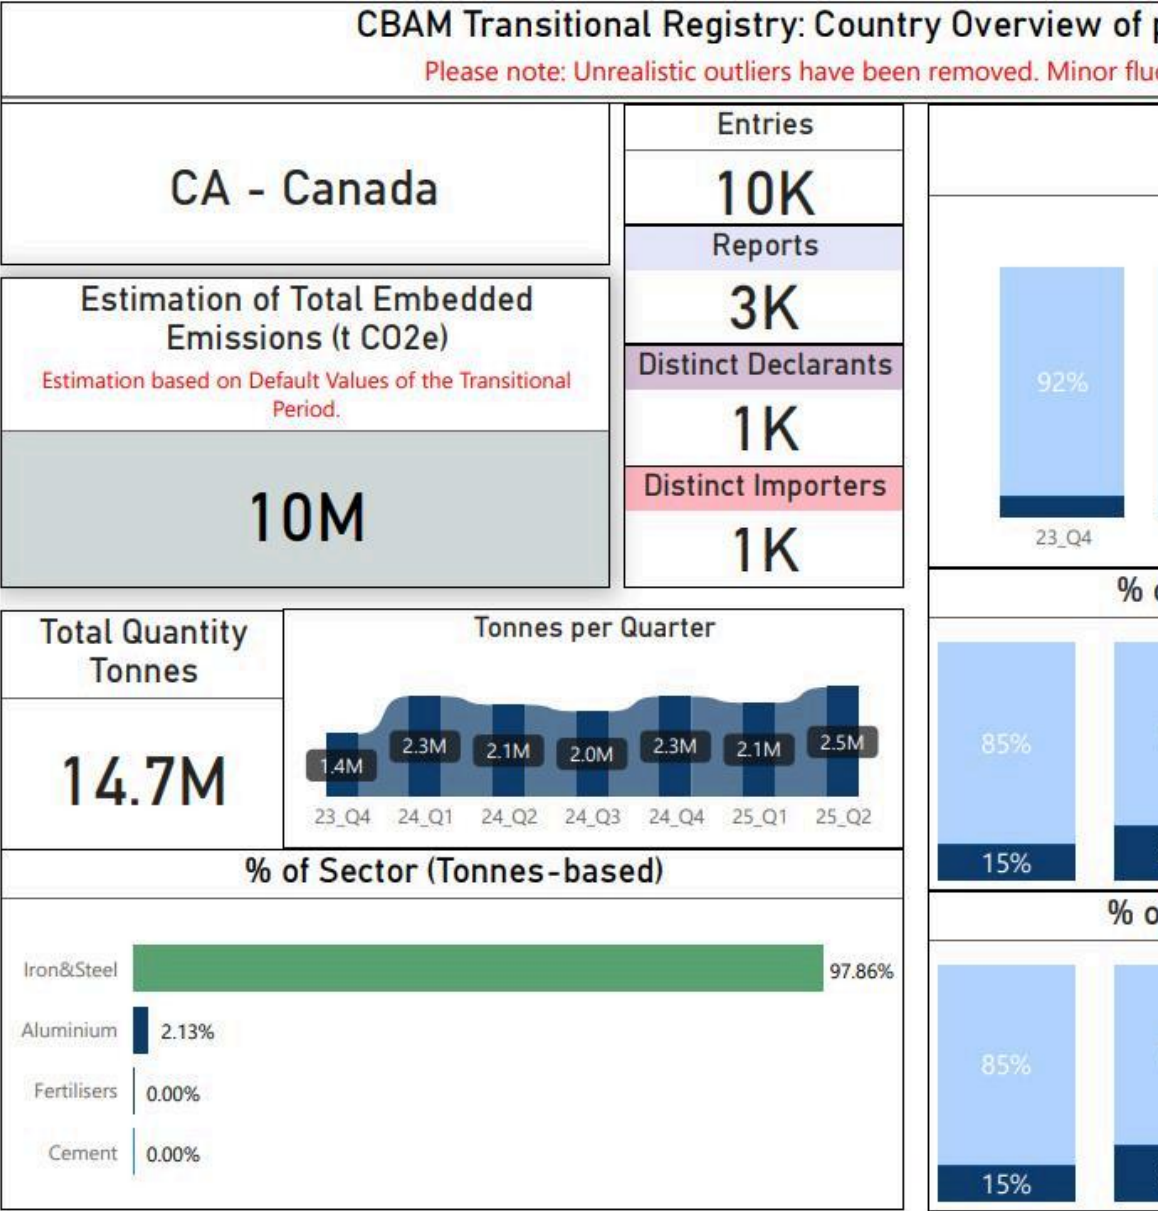 CBAM Transitional Registry: Country Overview of
Please note: Unrealistic outliers have been removed. Minor
CA - Canada
Estimation of Total Embedded
Emissions (t CO2e)
Estimation based on Default Values of the Transitional
Period.
10M
Entries
10K
Reports
3K
Distinct Declarants
1K
Distinct Importers
1K
92%
23_Q4
Total Quantity
Tonnes
14.7M
Tonnes per Quarter
1.4M 2.3M 2.1M 2.0M 2.3M 2.1M 2.5M
23_Q4 24_Q1 24_Q2 24_Q3 24_Q4 25_Q1 25_Q2
% of Sector (Tonnes-based)
Iron&Steel 97.86%
Aluminium 2.13%
Fertilisers 0.00%
Cement 0.00%
%
85%
15%
%
85%
15%